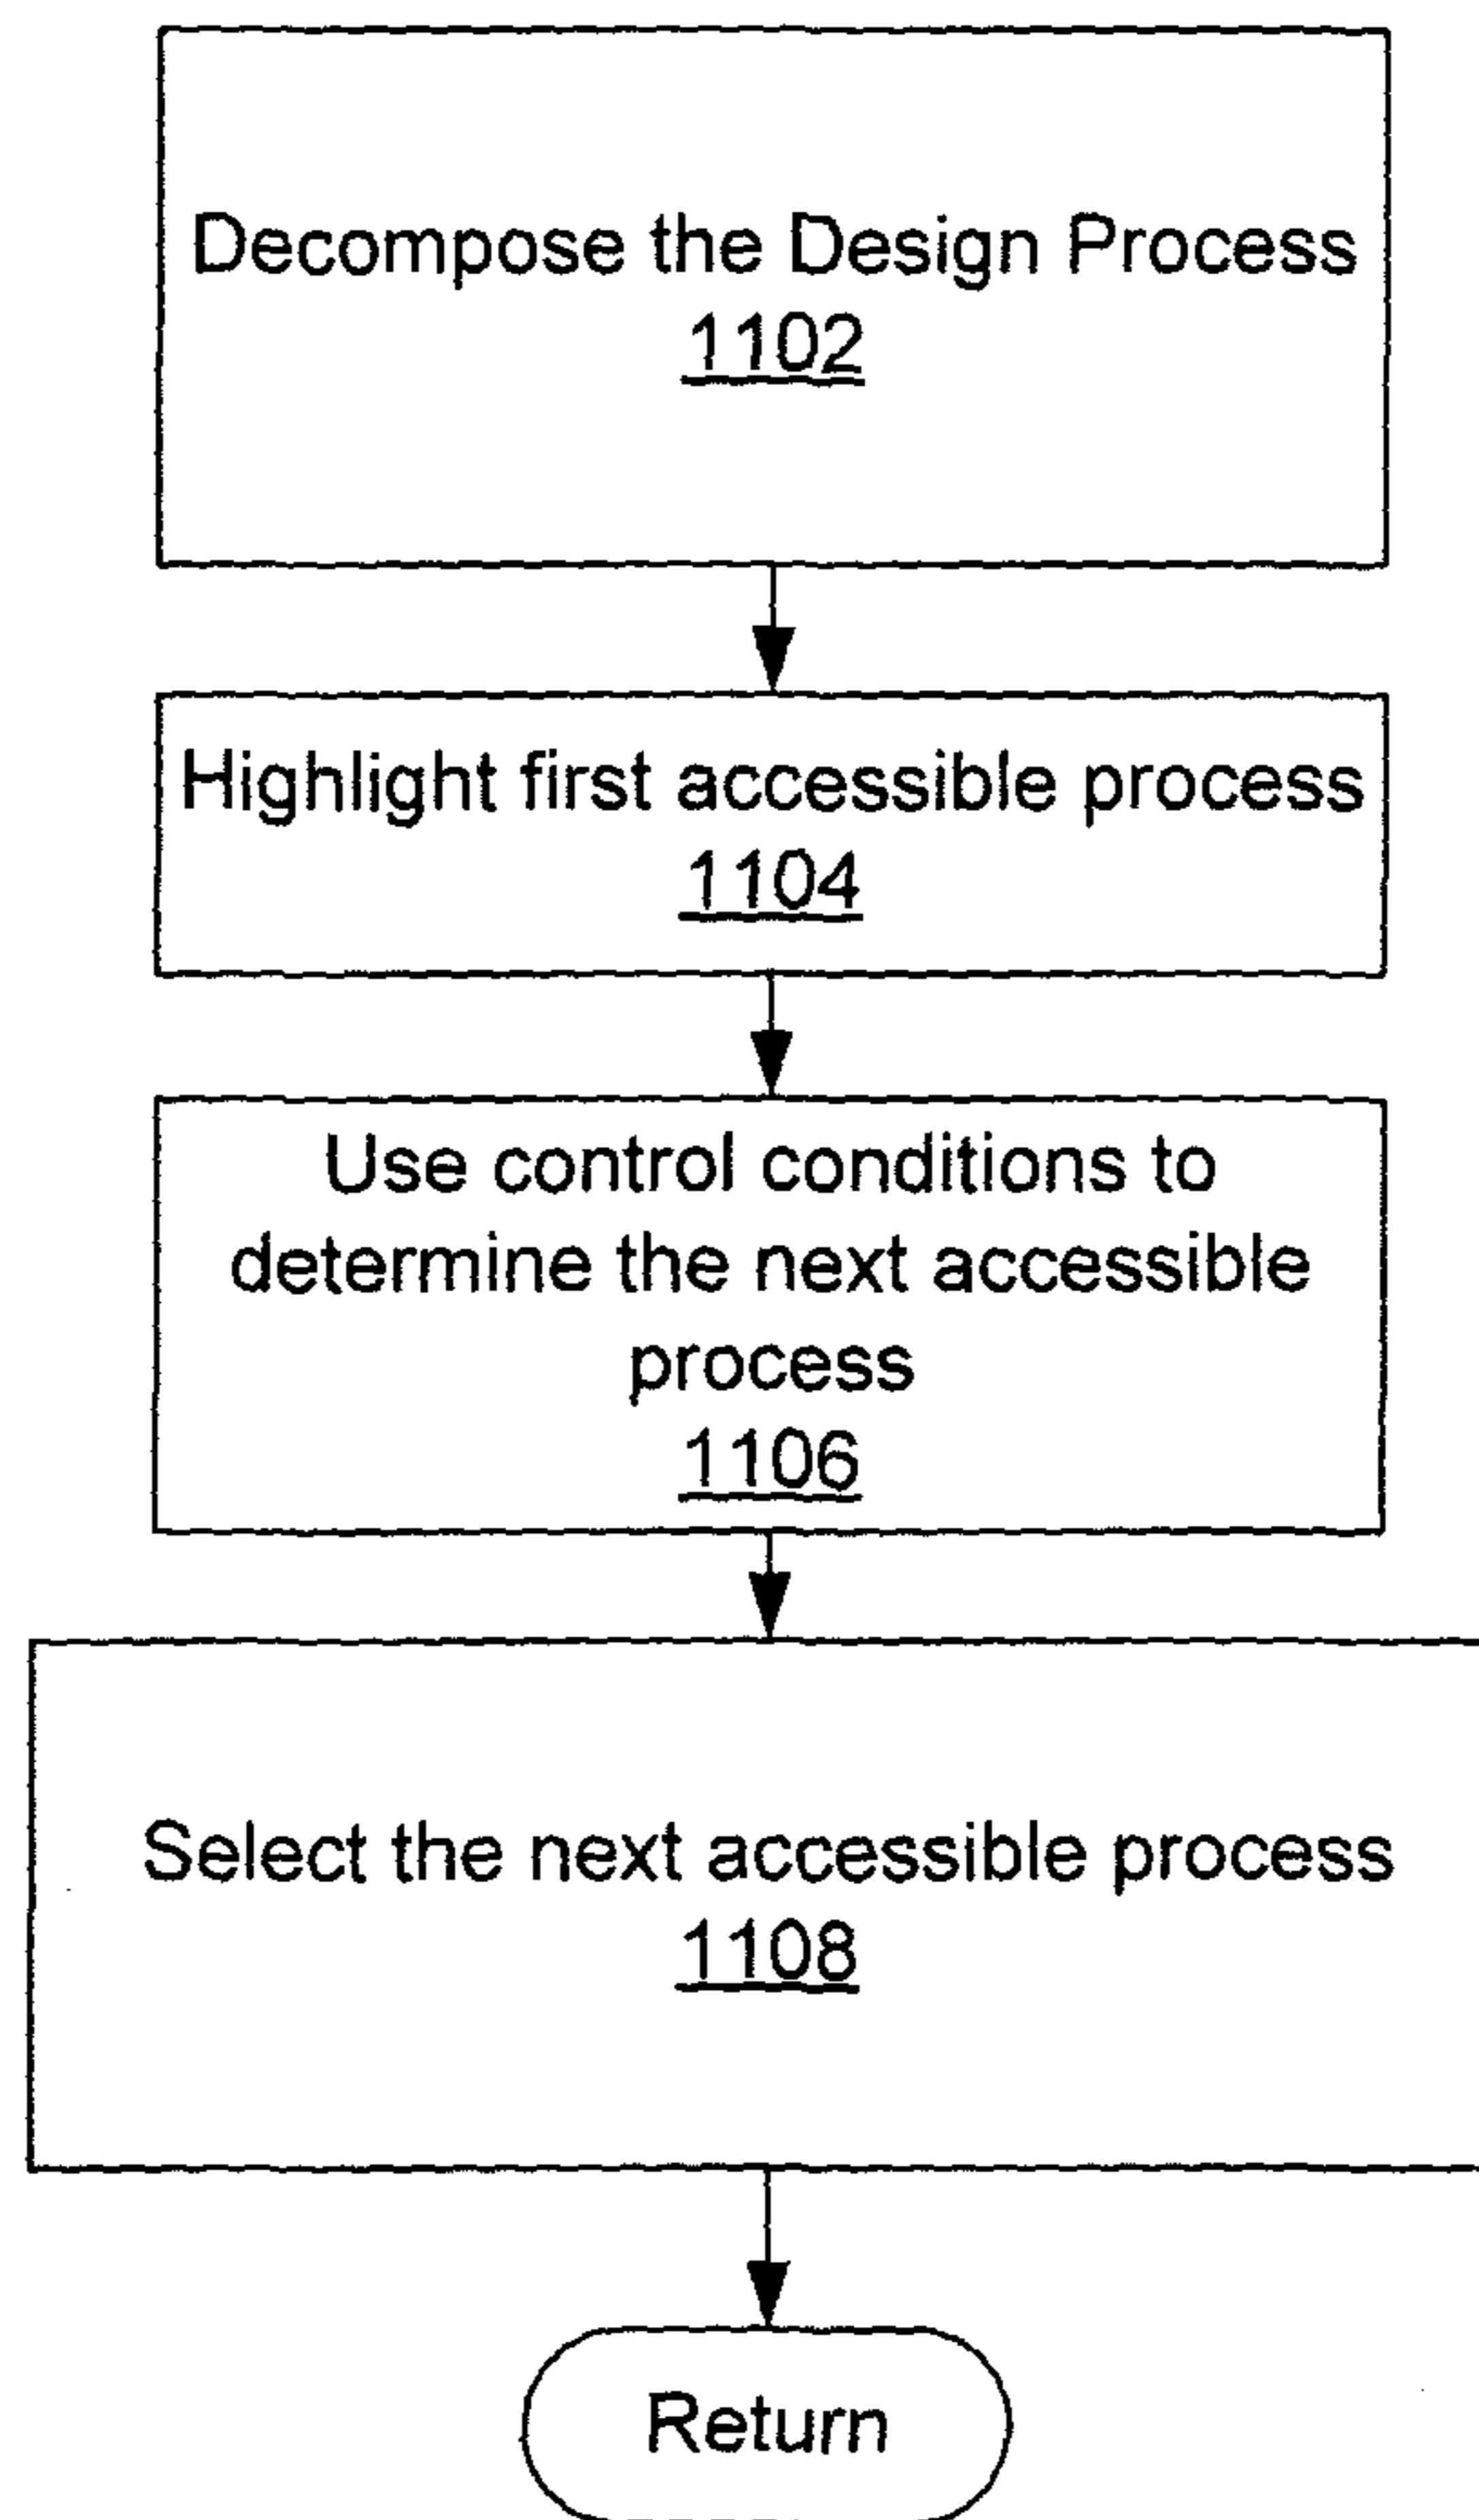 Decompose the Design Process
1102
Highlight first accessible process
1104
Use control conditions to
determine the next accessible
process
1106
Select the next accessible process
1108
Return